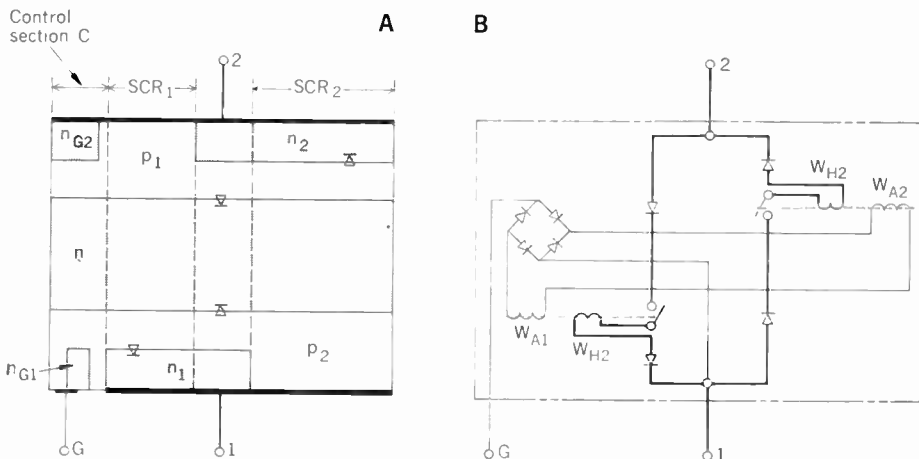 Control
section C
A
B
2
2
SCR1
SCR2
nG2
p1
n2
WH2
WA2
n
WA1
WH2
nG1
n1
p2
G
1
G
1